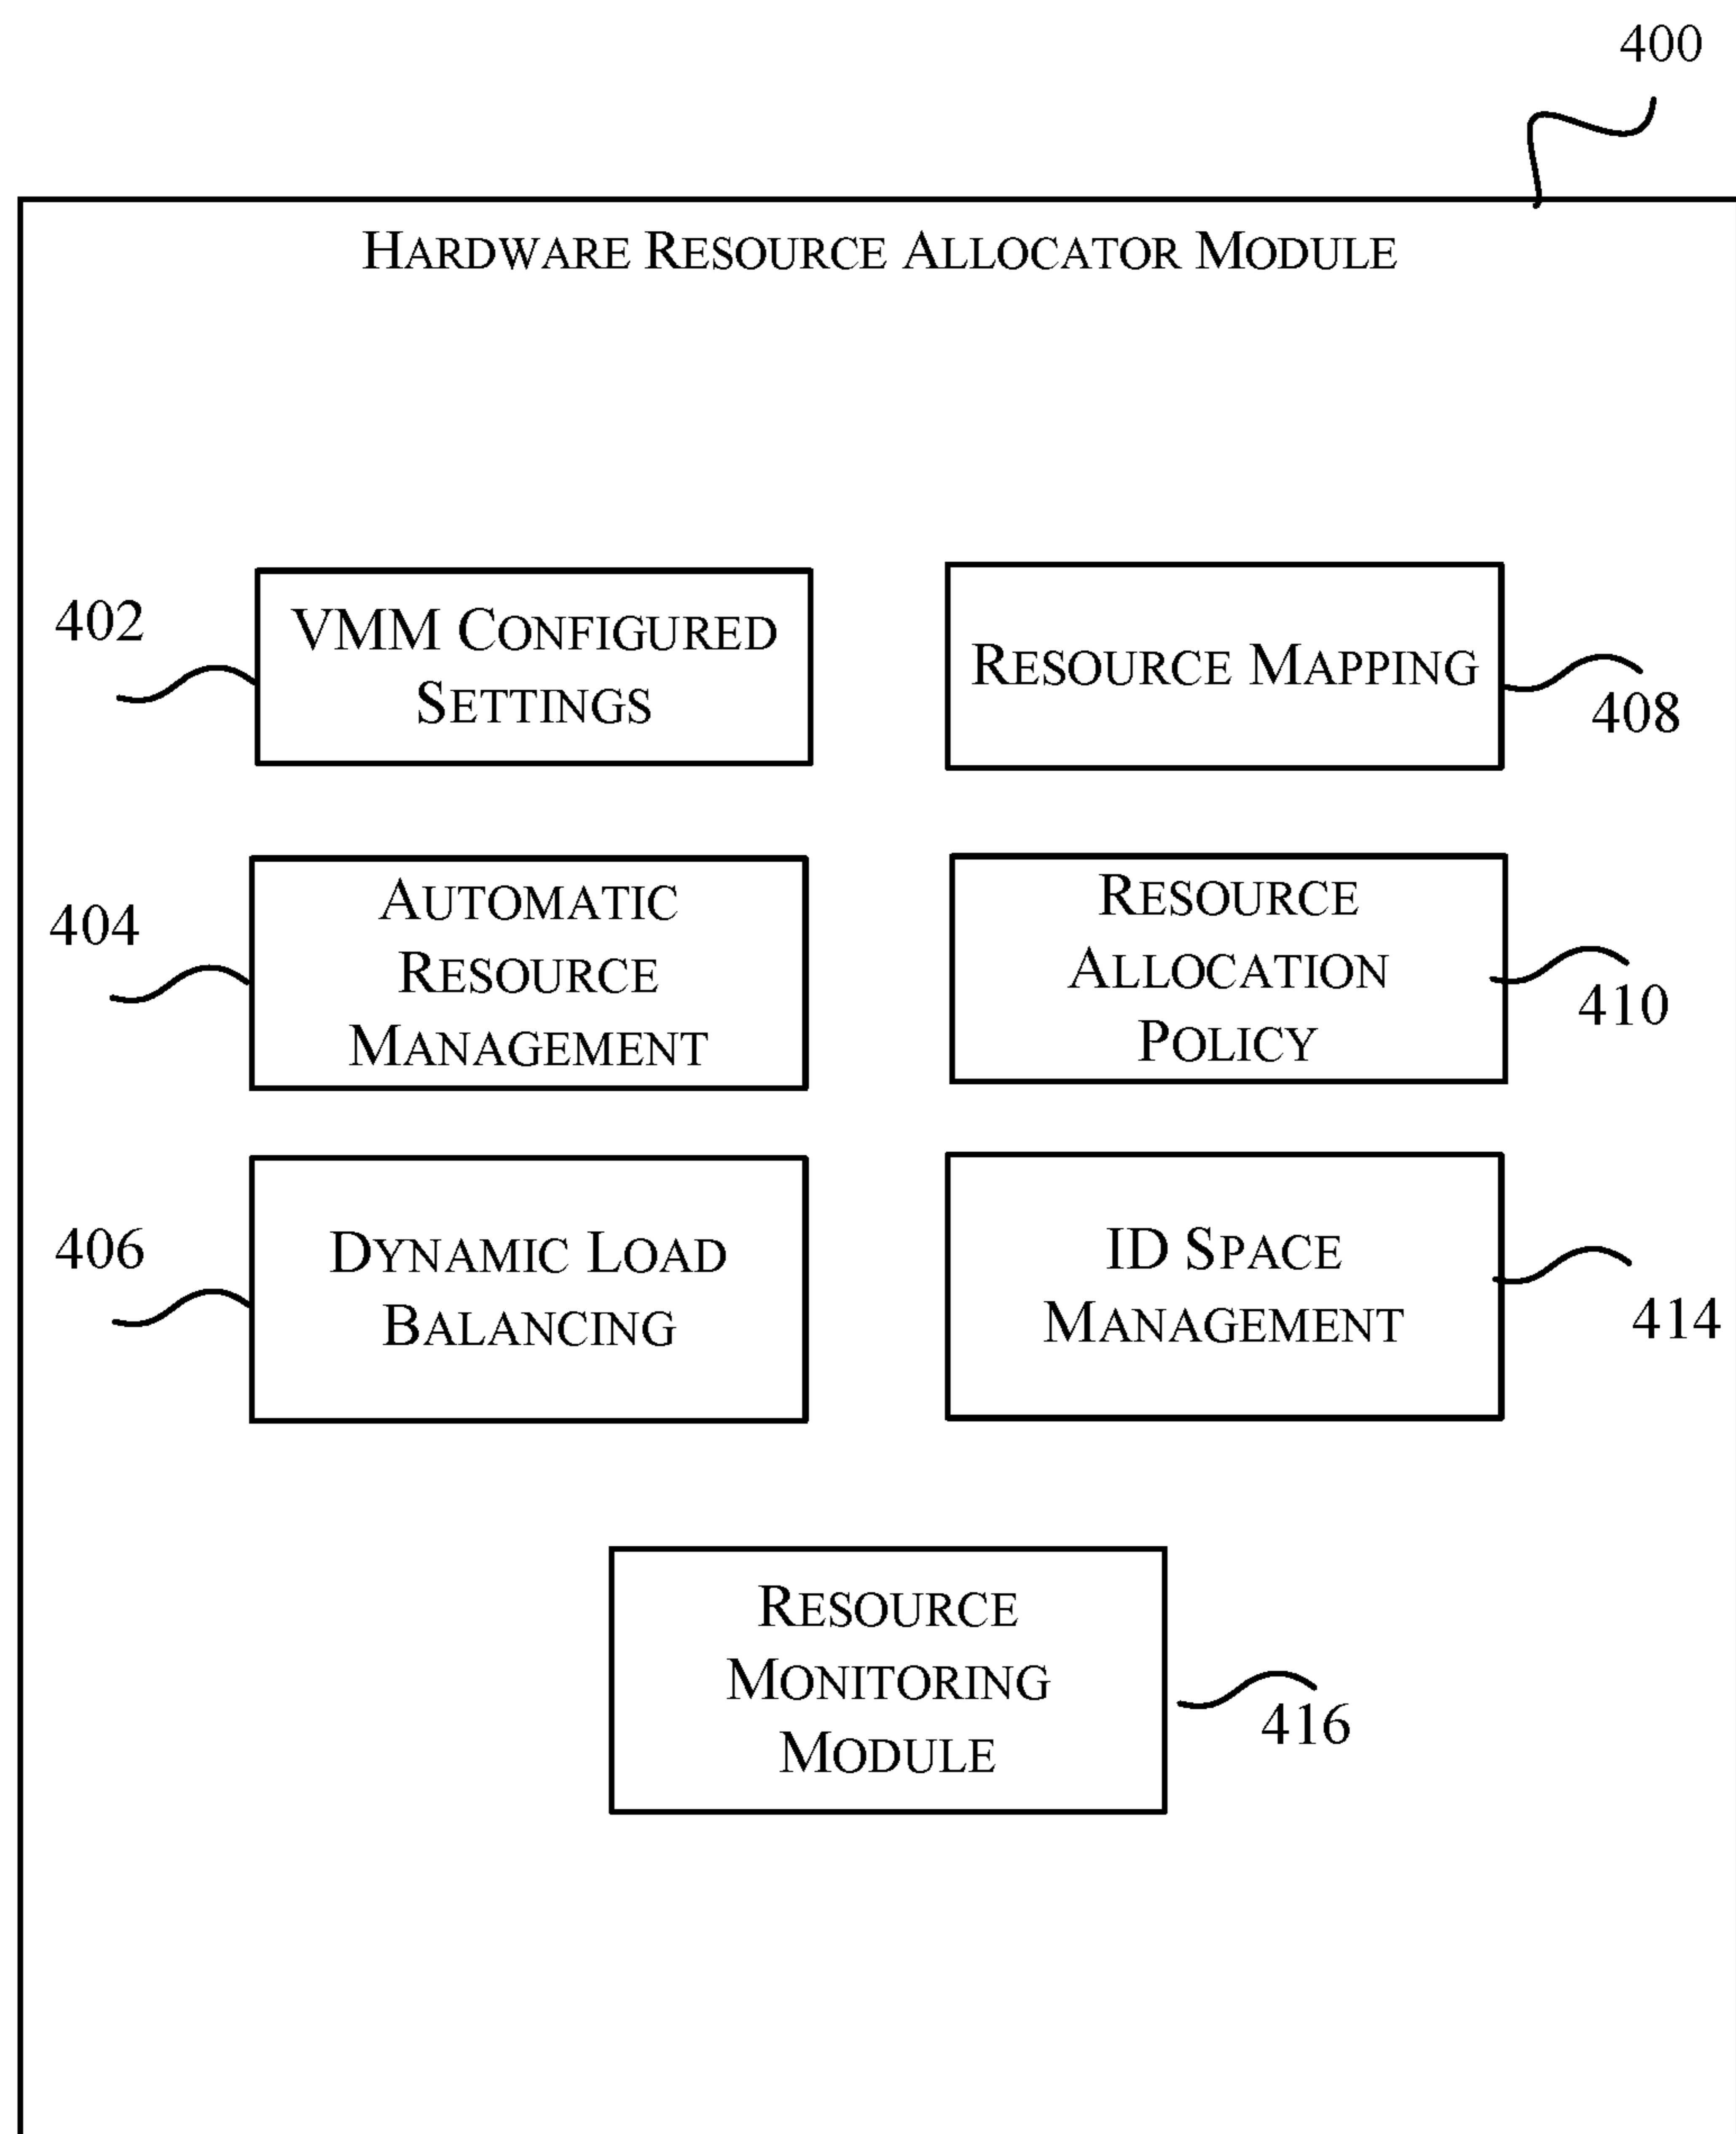 400
HARDWARE RESOURCE ALLOCATOR MODULE
402
VMM CONFIGURED
SETTINGS
RESOURCE MAPPING
408
404
AUTOMATIC
RESOURCE
MANAGEMENT
RESOURCE
ALLOCATION
POLICY
410
406
DYNAMIC LOAD
BALANCING
ID SPACE
MANAGEMENT
414
RESOURCE
MONITORING
MODULE
416